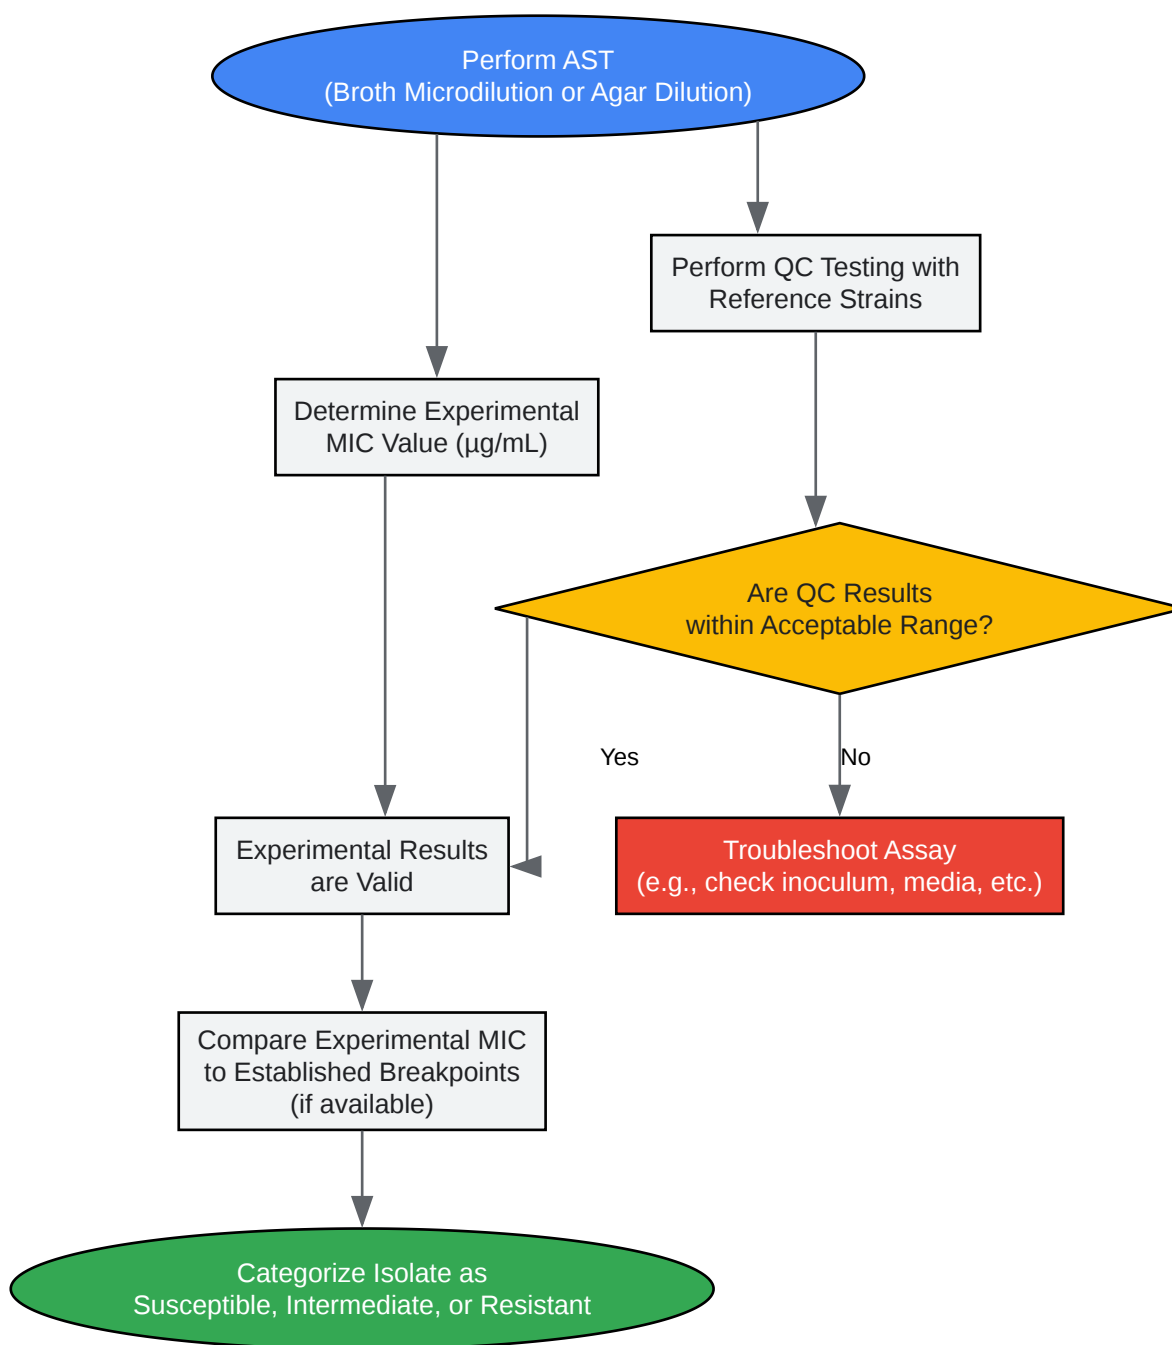 Perform AST
(Broth Microdilution or Agar Dilution)
Perform QC Testing with
Reference Strains
Determine Experimental
MIC Value (µg/mL)
Are QC Results
within Acceptable Range?
Yes
No
Experimental Results
are Valid
Troubleshoot Assay
(e.g., check inoculum, media, etc.)
Compare Experimental MIC
to Established Breakpoints
(if available)
Categorize Isolate as
Susceptible, Intermediate, or Resistant